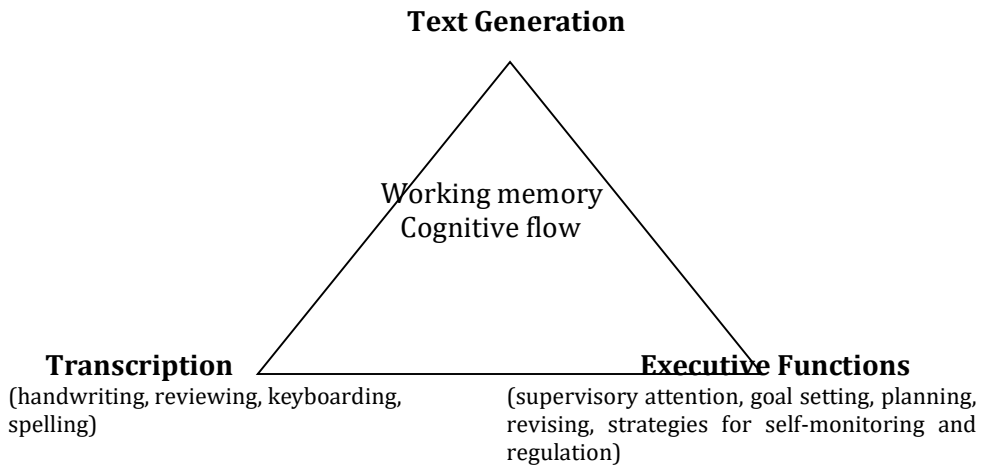 Text Generation
Working memory
Cognitive flow
Transcription
(handwriting, reviewing, keyboarding,
spelling)
Executive Functions
(supervisory attention, goal setting, planning,
revising, strategies for self-monitoring and
regulation)